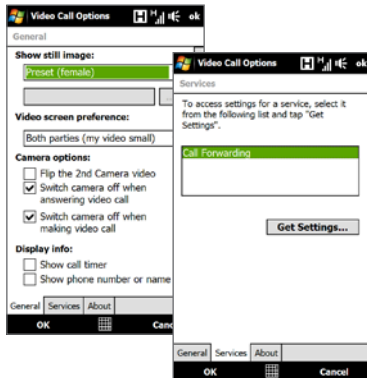 Video Call Options
ok
General
Show still image:
Preset (female)
Video screen preference:
Both parties (my video small)
Camera options:
Flip the 2nd Camera video
Switch camera off when
answering video call
Switch camera off when
making video call
Display info:
Show call timer
Show phone number or name
General Services About
OK
Canc
Video Call Options
ok
Services
To access settings for a service, select it
from the following list and tap "Get
Settings".
Call Forwarding
Get Settings...
General Services About
OK
Cancel